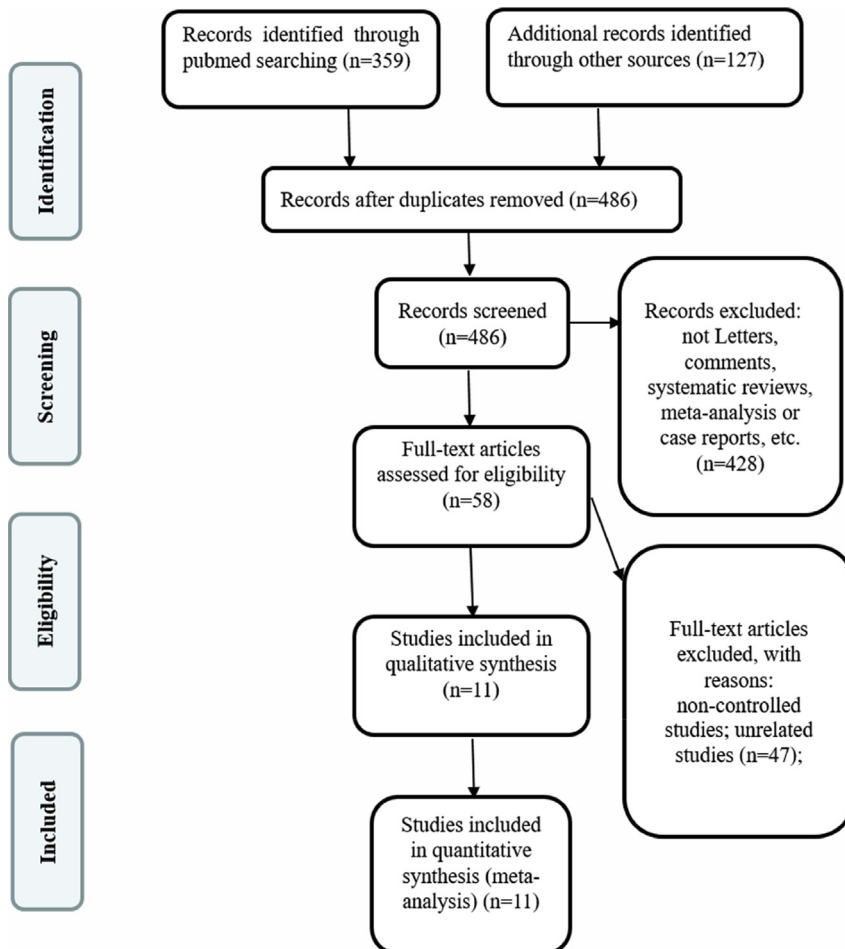 Records identified through
pubmed searching (n=359)
Additional records identified
through other sources (n=127)
Identification
Records after duplicates removed (n=486)
Screening
Records screened
(n=486)
Records excluded:
not Letters,
comments,
systematic reviews,
meta-analysis or
case reports, etc.
(n=428)
Full-text articles
assessed for eligibility
(n=58)
Eligibility
Full-text articles
excluded, with
reasons:
non-controlled
studies; unrelated
studies (n=47);
Studies included in
qualitative synthesis
(n=11)
Included
Studies included
in quantitative
synthesis (meta-
analysis) (n=11)